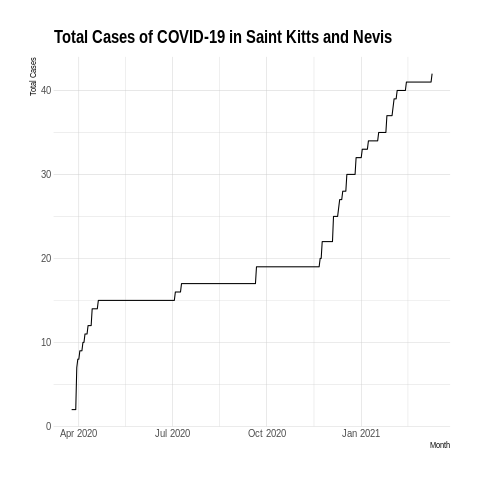 Total Cases of COVID-19 in Saint Kitts and Nevis
Total Cases
40
30
20
10
0
Apr 2020 Jul 2020 Oct 2020 Jan 2021
Month